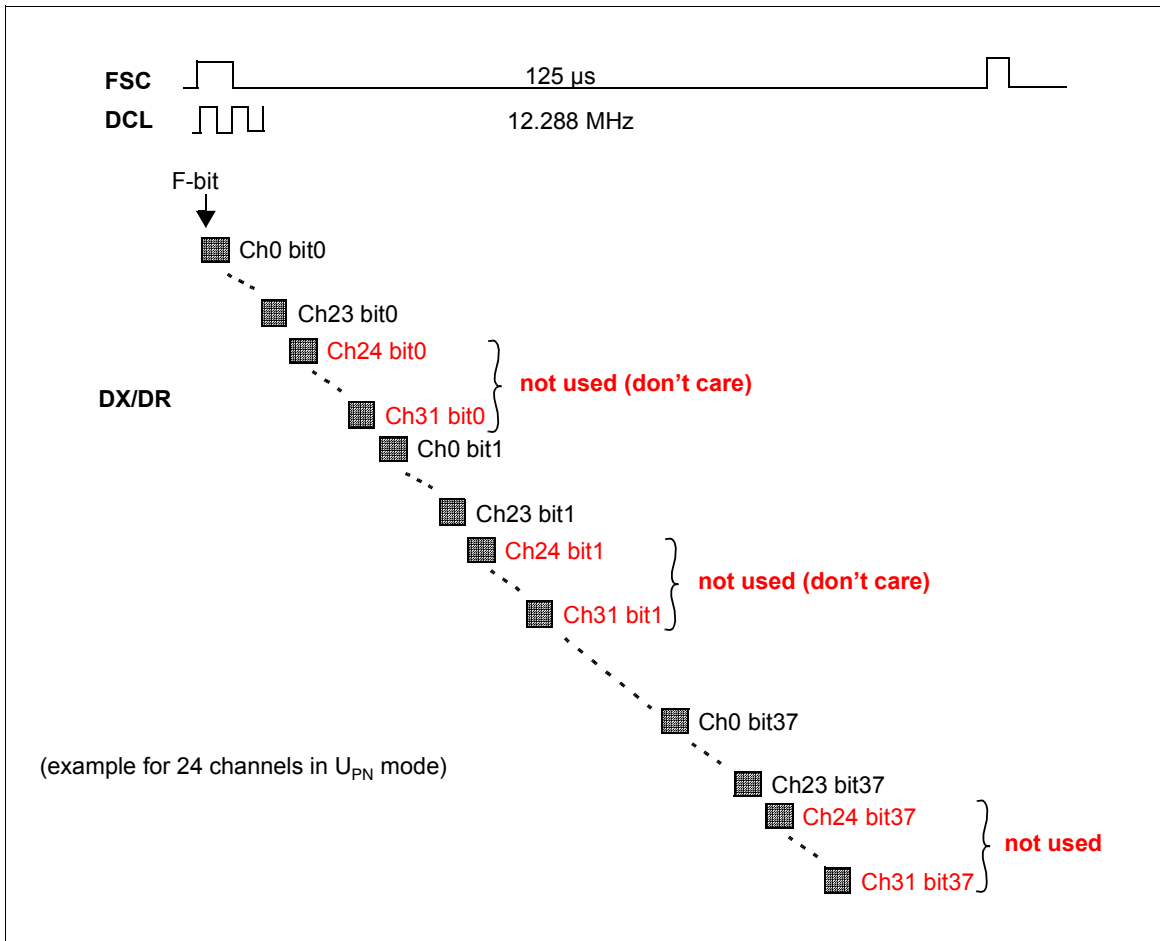 FSC
125 µs
DCL
12.288 MHz
F-bit
Ch0 bit0
Ch23 bit0
Ch24 bit0
not used (don’t care)
DX/DR
Ch31 bit0
Ch0 bit1
Ch23 bit1
Ch24 bit1
not used (don’t care)
Ch31 bit1
Ch0 bit37
(example for 24 channels in UPN mode)
Ch23 bit37
Ch24 bit37
not used
Ch31 bit37